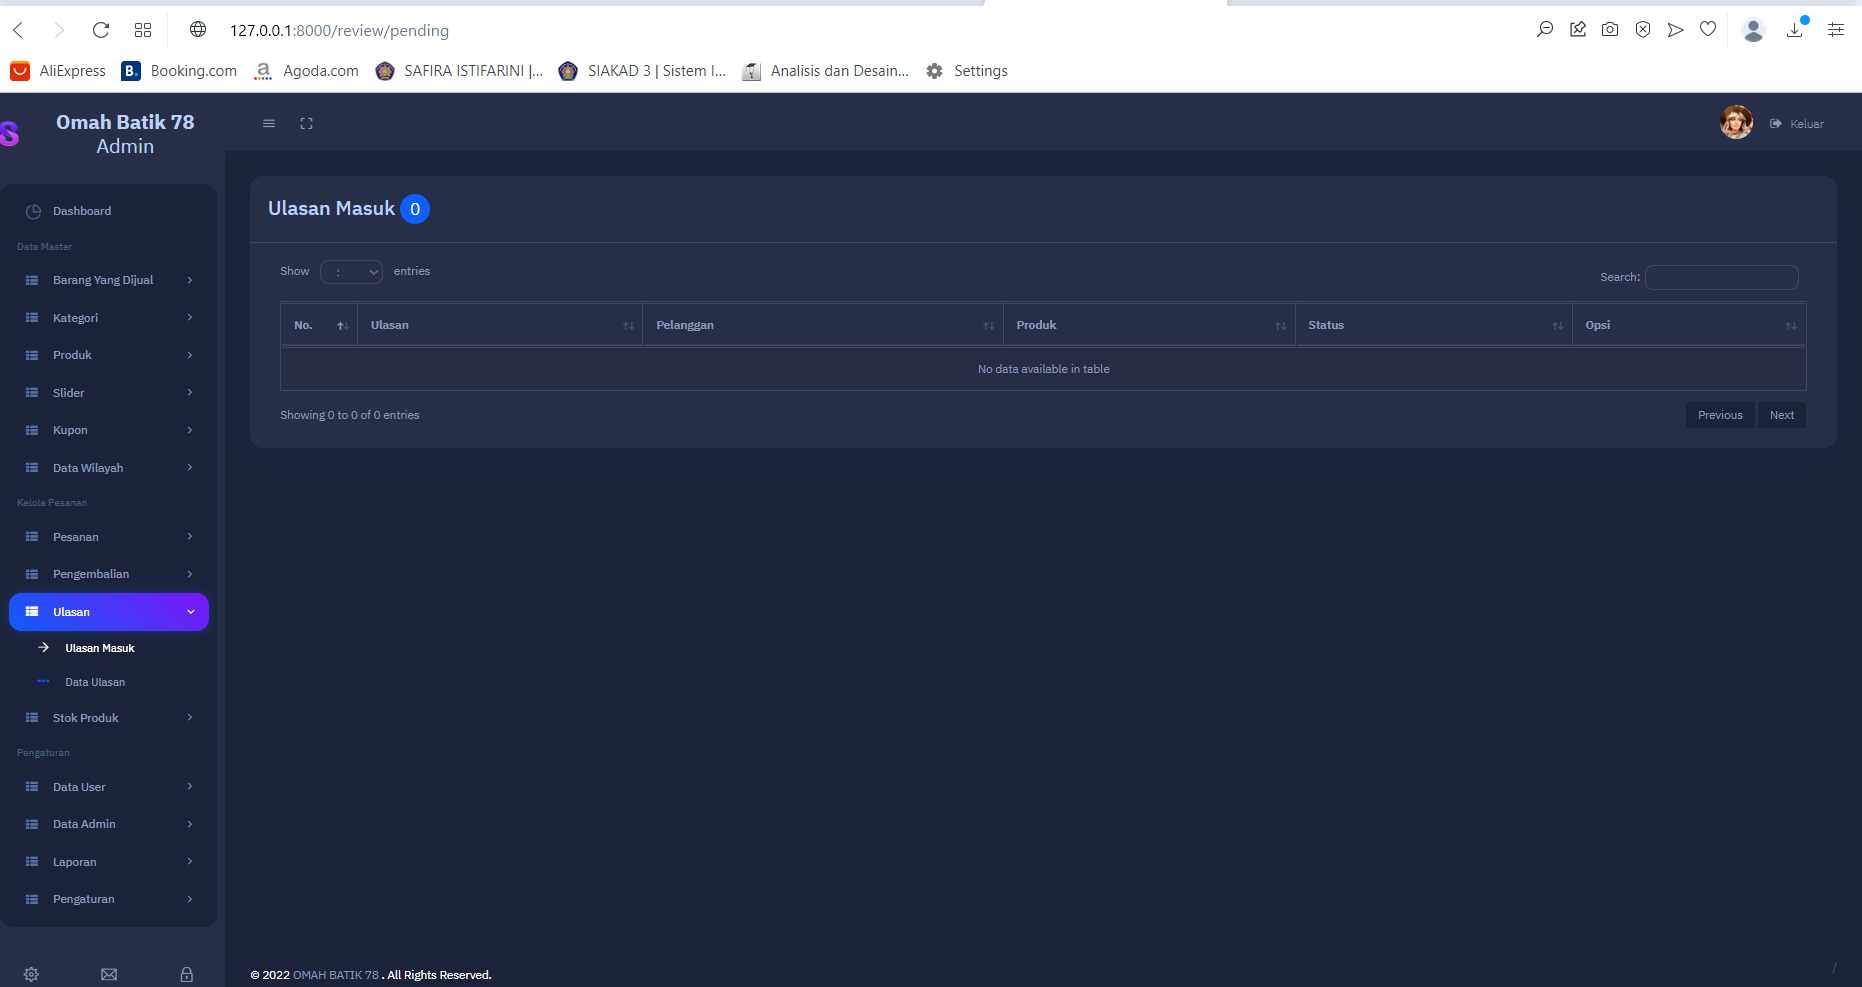 127.0.0.1:8000/review/pending
AliExpress
B. Booking.com
a Agoda.com
SAFIRA ISTIFARINI |...
SIAKAD 3 | Sistem I...
Analisis dan Desain...
Settings
S
Omah Batik 78
Admin
Keluar
Dashboard
Data Master
Barang Yang Dijual
Kategori
Produk
Slider
Kupon
Data Wilayah
Kelola Pesanan
Pesanan
Pengembalian
Ulasan
Ulasan Masuk
Data Ulasan
Stok Produk
Pengaturan
Data User
Data Admin
Laporan
Pengaturan
Ulasan Masuk 0
Show entries
Search:
No. Ulasan Pelanggan Produk Status Opsi
No data available in table
Showing 0 to 0 of 0 entries
Previous Next
© 2022 OMAH BATIK 78 . All Rights Reserved.
/